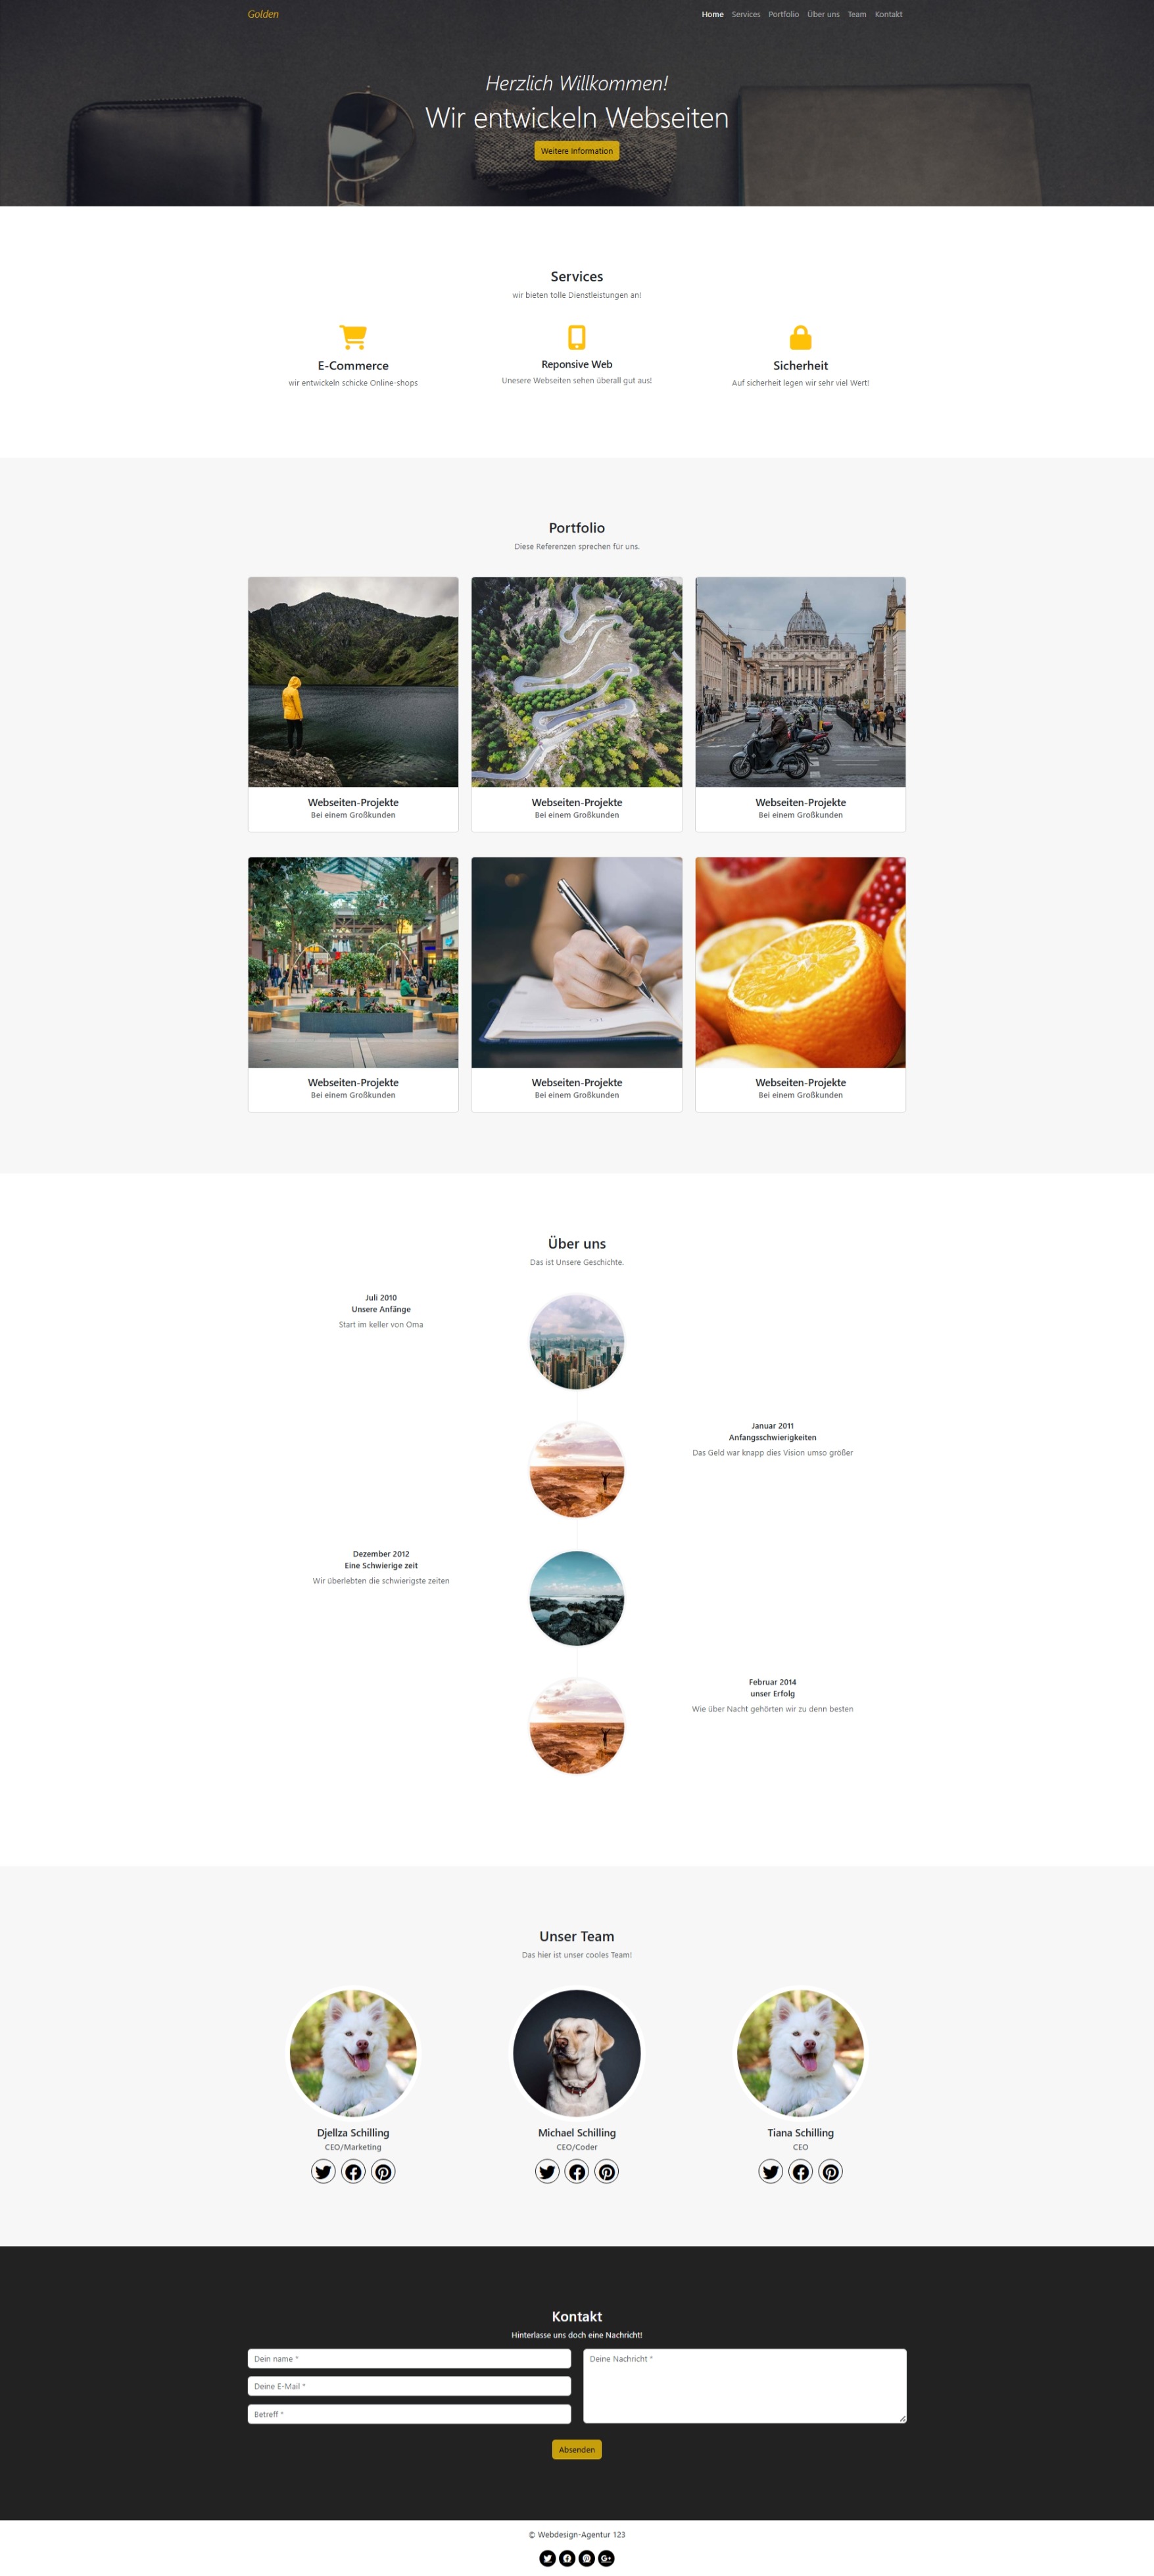 Golden
Home Services Portfolio Über uns Team Kontakt
Herzlich Willkommen!
Wir entwickeln Webseiten
Weitere Information
Services
wir bieten tolle Dienstleistungen an!
E-Commerce
wir entwickeln schicke Online-shops
Reponsive Web
Unesere Webseiten sehen überall gut aus!
Sicherheit
Auf sicherheit legen wir sehr viel Wert!
Portfolio
Diese Referenzen sprechen für uns.
Webseiten-Projekte
Bei einem Großkunden
Webseiten-Projekte
Bei einem Großkunden
Webseiten-Projekte
Bei einem Großkunden
Webseiten-Projekte
Bei einem Großkunden
Webseiten-Projekte
Bei einem Großkunden
Webseiten-Projekte
Bei einem Großkunden
Über uns
Das ist Unsere Geschichte.
Juli 2010
Unsere Anfänge
Start im keller von Oma
Januar 2011
Anfangsschwierigkeiten
Das Geld war knapp dies Vision umso größer
Dezember 2012
Eine Schwierige zeit
Wir überlebten die schwierigste zeiten
Februar 2014
unser Erfolg
Wie über Nacht gehörten wir zu denn besten
Unser Team
Das hier ist unser cooles Team!
Djellza Schilling
CEO/Marketing
Michael Schilling
CEO/Coder
Tiana Schilling
CEO
Kontakt
Hinterlasse uns doch eine Nachricht!
Dein name *
Deine E-Mail *
Betreff *
Deine Nachricht *
Absenden
© Webdesign-Agentur 123